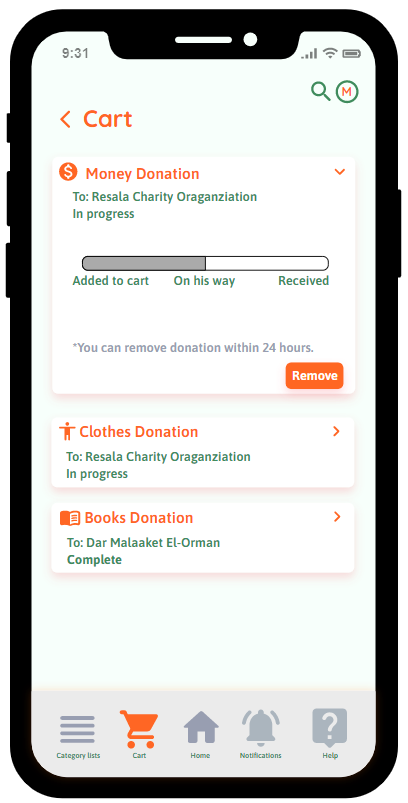 9:31
M
Cart
$ Money Donation
To: Resala Charity Oraganziation
In progress
Added to cart On his way Received
*You can remove donation within 24 hours.
Remove
Clothes Donation
To: Resala Charity Oraganziation
In progress
Books Donation
To: Dar Malaaket El-Orman
Complete
?
Category lists Cart Home Notifications Help